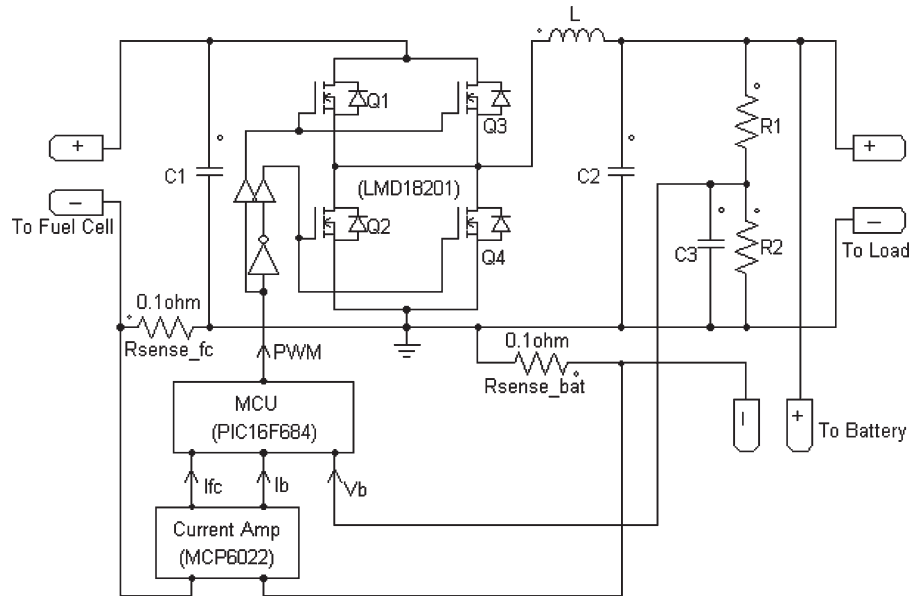 L
+
−
To Fuel Cell
C1
Q1
Q3
(LMD18201)
Q2
Q4
C2
R1
C3
R2
+
−
To Load
0.1ohm
Rsense_fc
PWM
0.1ohm
Rsense_bat
MCU
(PIC16F684)
−
+
To Battery
Ifc
Ib
Vb
Current Amp
(MCP6022)